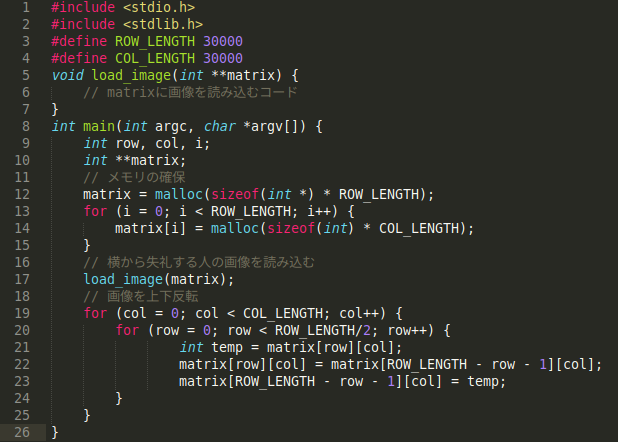 1 #include <stdio.h>
2 #include <stdlib.h>
3 #define ROW_LENGTH 30000
4 #define COL_LENGTH 30000
5 void load_image(int **matrix) {
6     // matrixに画像を読み込むコード
7 }
8 int main(int argc, char *argv[]) {
9     int row, col, i;
10     int **matrix;
11     // メモリの確保
12     matrix = malloc(sizeof(int *) * ROW_LENGTH);
13     for (i = 0; i < ROW_LENGTH; i++) {
14         matrix[i] = malloc(sizeof(int) * COL_LENGTH);
15     }
16     // 横から失礼する人の画像を読み込む
17     load_image(matrix);
18     // 画像を上下反転
19     for (col = 0; col < COL_LENGTH; col++) {
20         for (row = 0; row < ROW_LENGTH/2; row++) {
21                 int temp = matrix[row][col];
22                 matrix[row][col] = matrix[ROW_LENGTH - row - 1][col];
23                 matrix[ROW_LENGTH - row - 1][col] = temp;
24         }
25     }
26 }